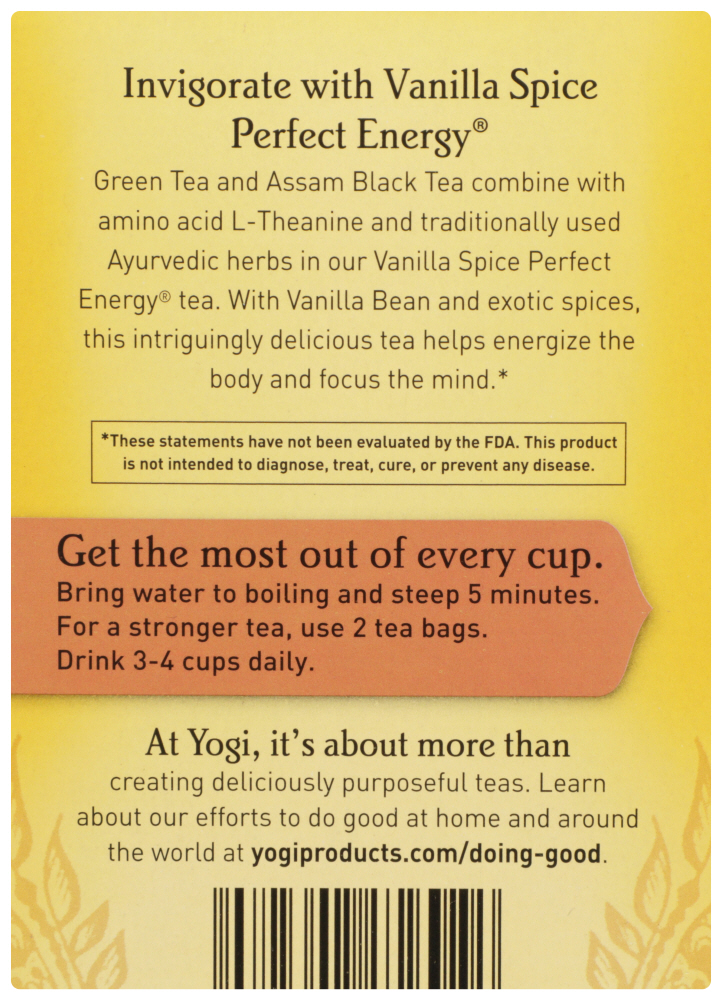 Invigorate with Vanilla Spice
Perfect Energy®
Green Tea and Assam Black Tea combine with
amino acid L-Theanine and traditionally used
Ayurvedic herbs in our Vanilla Spice Perfect
Energy® tea. With Vanilla Bean and exotic spices,
this intriguingly delicious tea helps energize the
body and focus the mind.*
*These statements have not been evaluated by the FDA. This product
is not intended to diagnose, treat, cure, or prevent any disease.
Get the most out of every cup.
Bring water to boiling and steep 5 minutes.
For a stronger tea, use 2 tea bags.
Drink 3-4 cups daily.
At Yogi, it's about more than
creating deliciously purposeful teas. Learn
about our efforts to do good at home and around
the world at yogiproducts.com/doing-good.